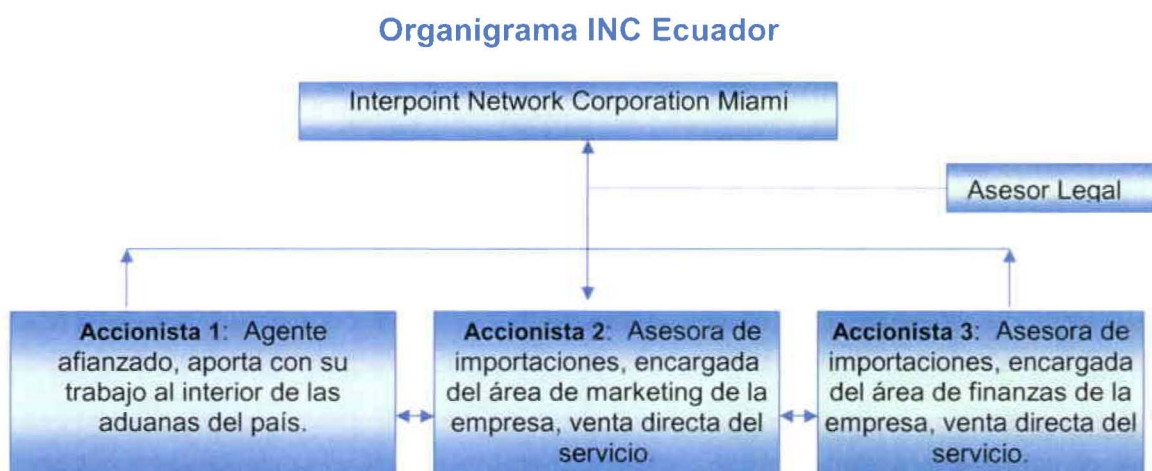 Organigrama INC Ecuador
Interpoint Network Corporation Miami
Asesor Legal
Accionista 1: Agente
afianzado, aporta con su
trabajo al interior de las
aduanas del país.
Accionista 2: Asesora de
importaciones, encargada
del área de marketing de la
empresa, venta directa del
servicio.
Accionista 3: Asesora de
importaciones, encargada
del área de finanzas de la
empresa, venta directa del
servicio.